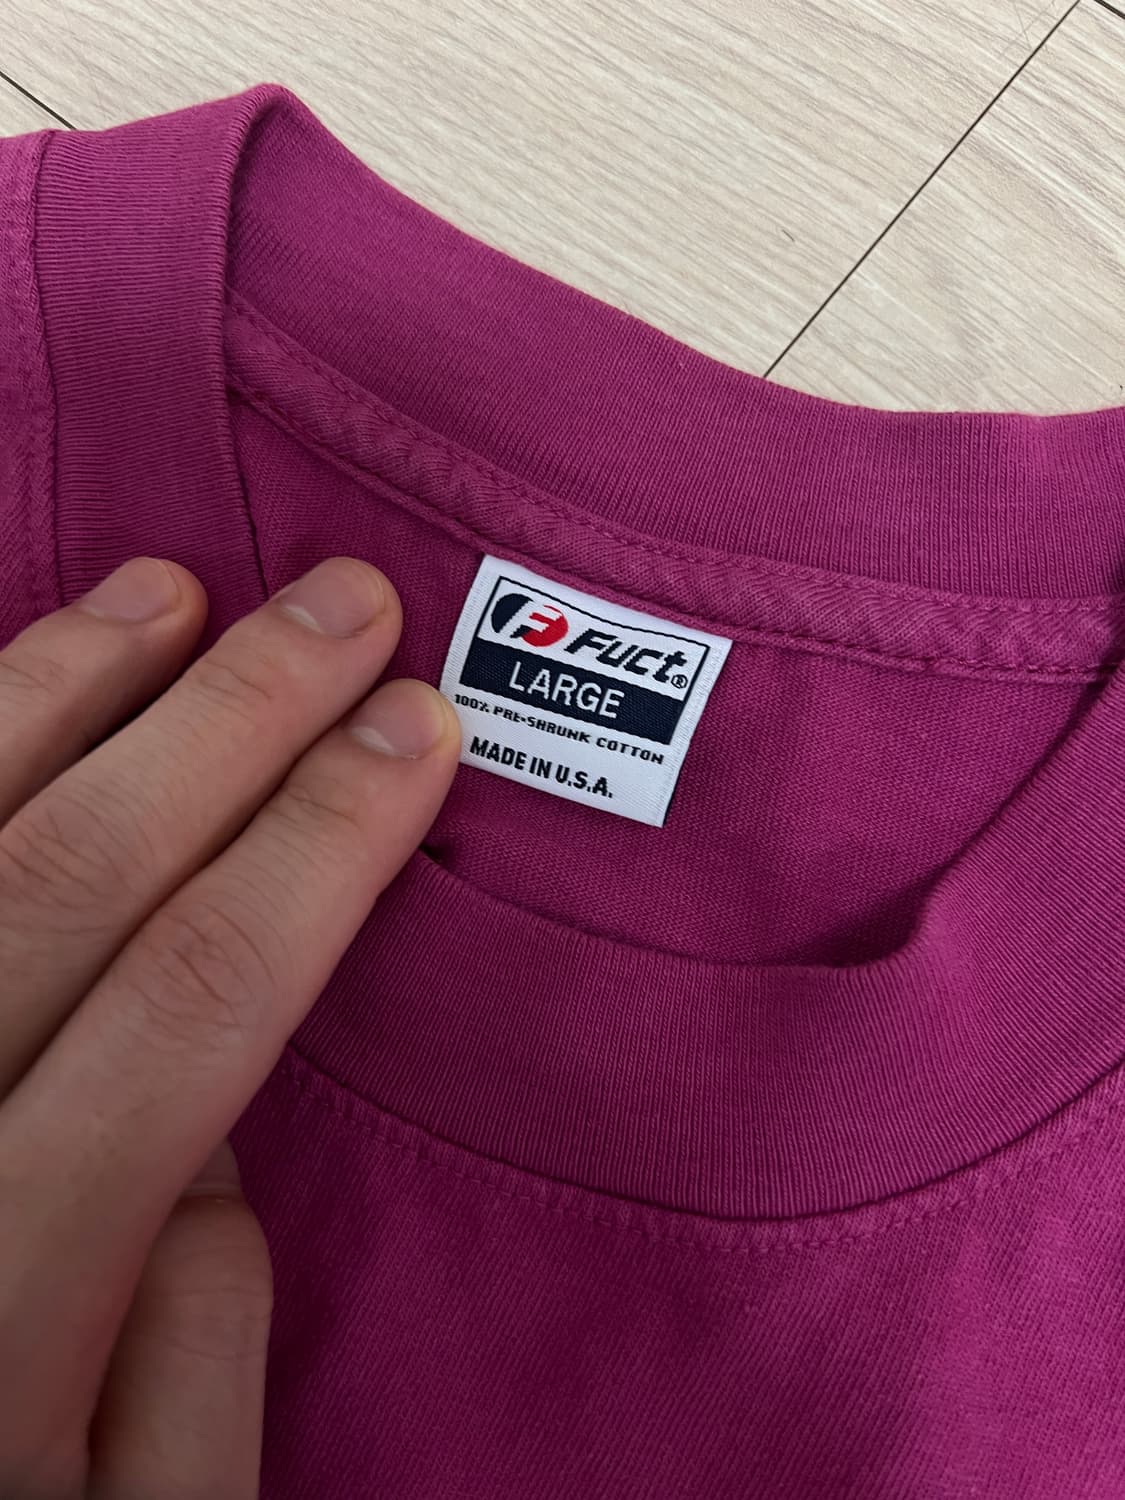 F Fuct®
LARGE
100% PRE-SHRUNK COTTON
MADE IN U.S.A.